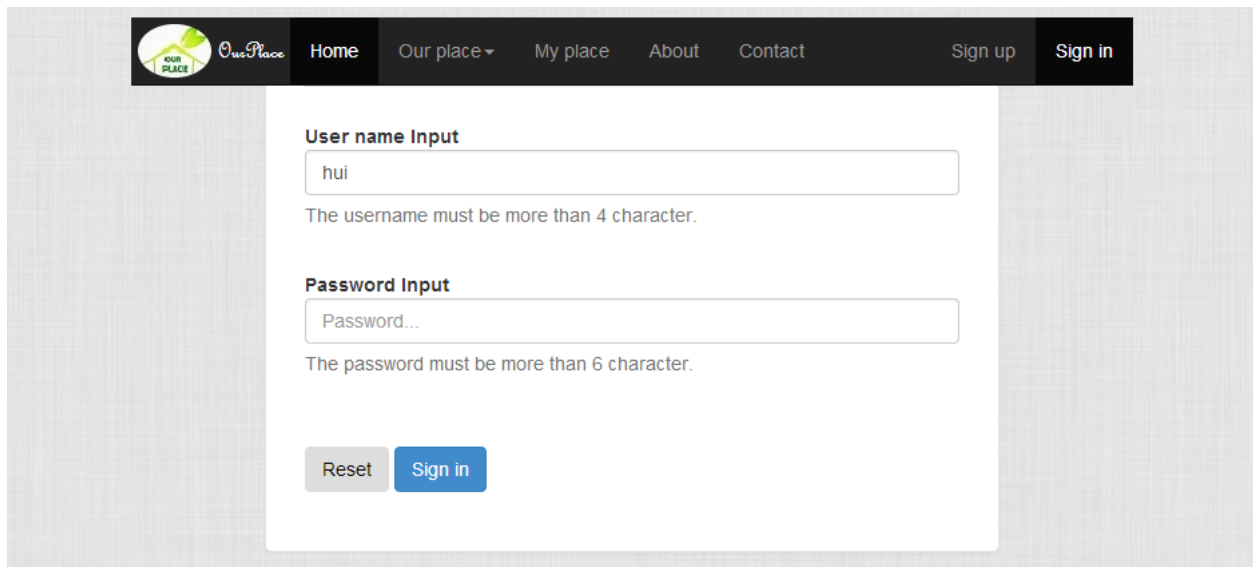 OUR
PLACE
OurPlace Home Our place My place About Contact Sign up Sign in
User name Input
hui
The username must be more than 4 character.
Password Input
Password...
The password must be more than 6 character.
Reset Sign in